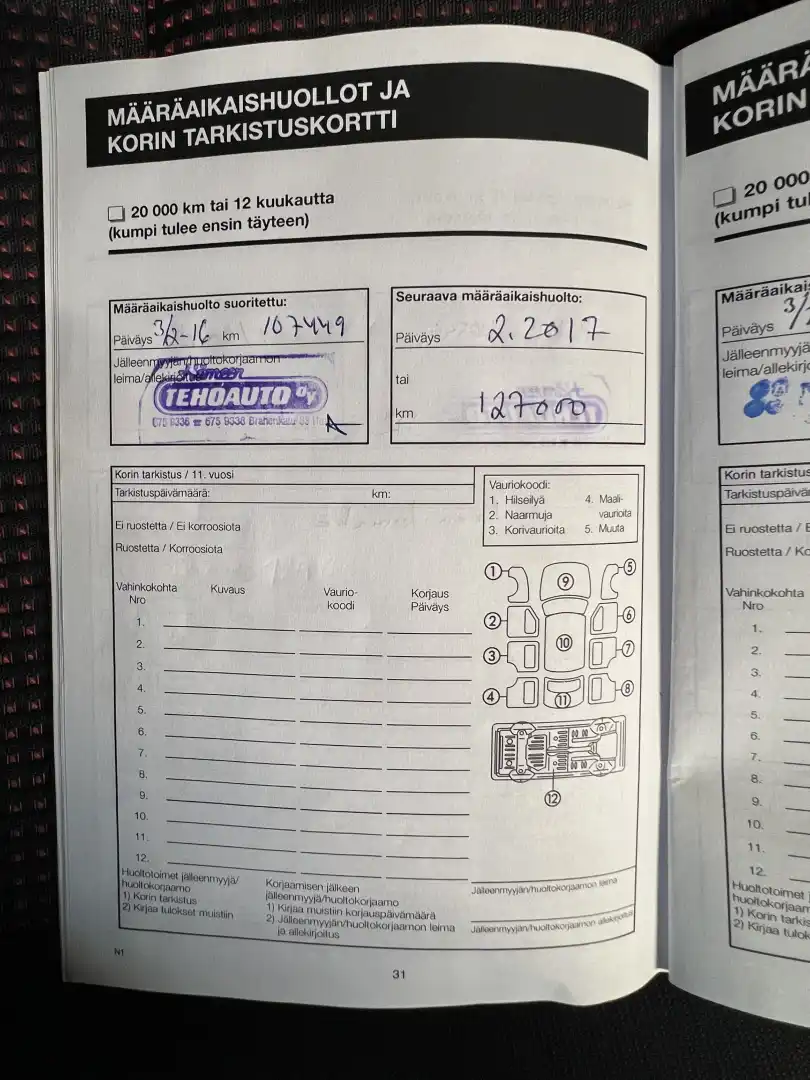 MÄÄRÄAIKAISHUOLLOT JA
KORIN TARKISTUSKORTTI
20 000 km tai 12 kuukautta
(kumpi tulee ensin täyteen)
Määräaikaishuolto suoritettu:
Päiväys 3/2-16 km 107449
Jälleenmyyjän/huoltokorjaamon
leima/allekirjoitus
Hämeen
TEHOAUTO OY
Seuraava määräaikaishuolto:
Päiväys 2.2017
tai
km 127000
Korin tarkistus / 11. vuosi
Tarkistuspäivämäärä: km:
Ei ruostetta / Ei korroosiota
Ruostetta / Korroosiota
Vauriokoodi:
1. Hilseilyä 4. Maali-
2. Naarmuja vaurioita
3. Korivaurioita 5. Muuta
Vahinkokohta Kuvaus Vaurio- Korjaus
Nro koodi Päiväys
1.
2.
3.
4.
5.
6.
7.
8.
9.
10.
11.
12.
1 9 5
2 6
10
3 7
4 11 8
12
Huoltotoimet jälleenmyyjä/
huoltokorjaamo
1) Korin tarkistus
2) Kirjaa tulokset muistiin
Korjaamisen jälkeen
jälleenmyyjä/huoltokorjaamo
1) Kirjaa muistiin korjauspäivämäärä
2) Jälleenmyyjän/huoltokorjaamon leima
ja allekirjoitus
Jälleenmyyjän/huoltokorjaamon leima
Jälleenmyyjän/huoltokorjaamon allekirjoitus
N1
31
MÄÄRÄ
KORIN
20 000
(kumpi tul
Määräaikai
Päiväys 3/
Jälleenmyyjä
leima/allekirjo
Korin tarkistus
Tarkistuspäivä
Ei ruostetta / E
Ruostetta / Ko
Vahinkokohta
Nro
1.
2.
3.
4.
5.
6.
7.
8.
9.
10.
11.
12.
Huoltotoimet j
huoltokorjaam
1) Korin tarkis
2) Kirjaa tulok